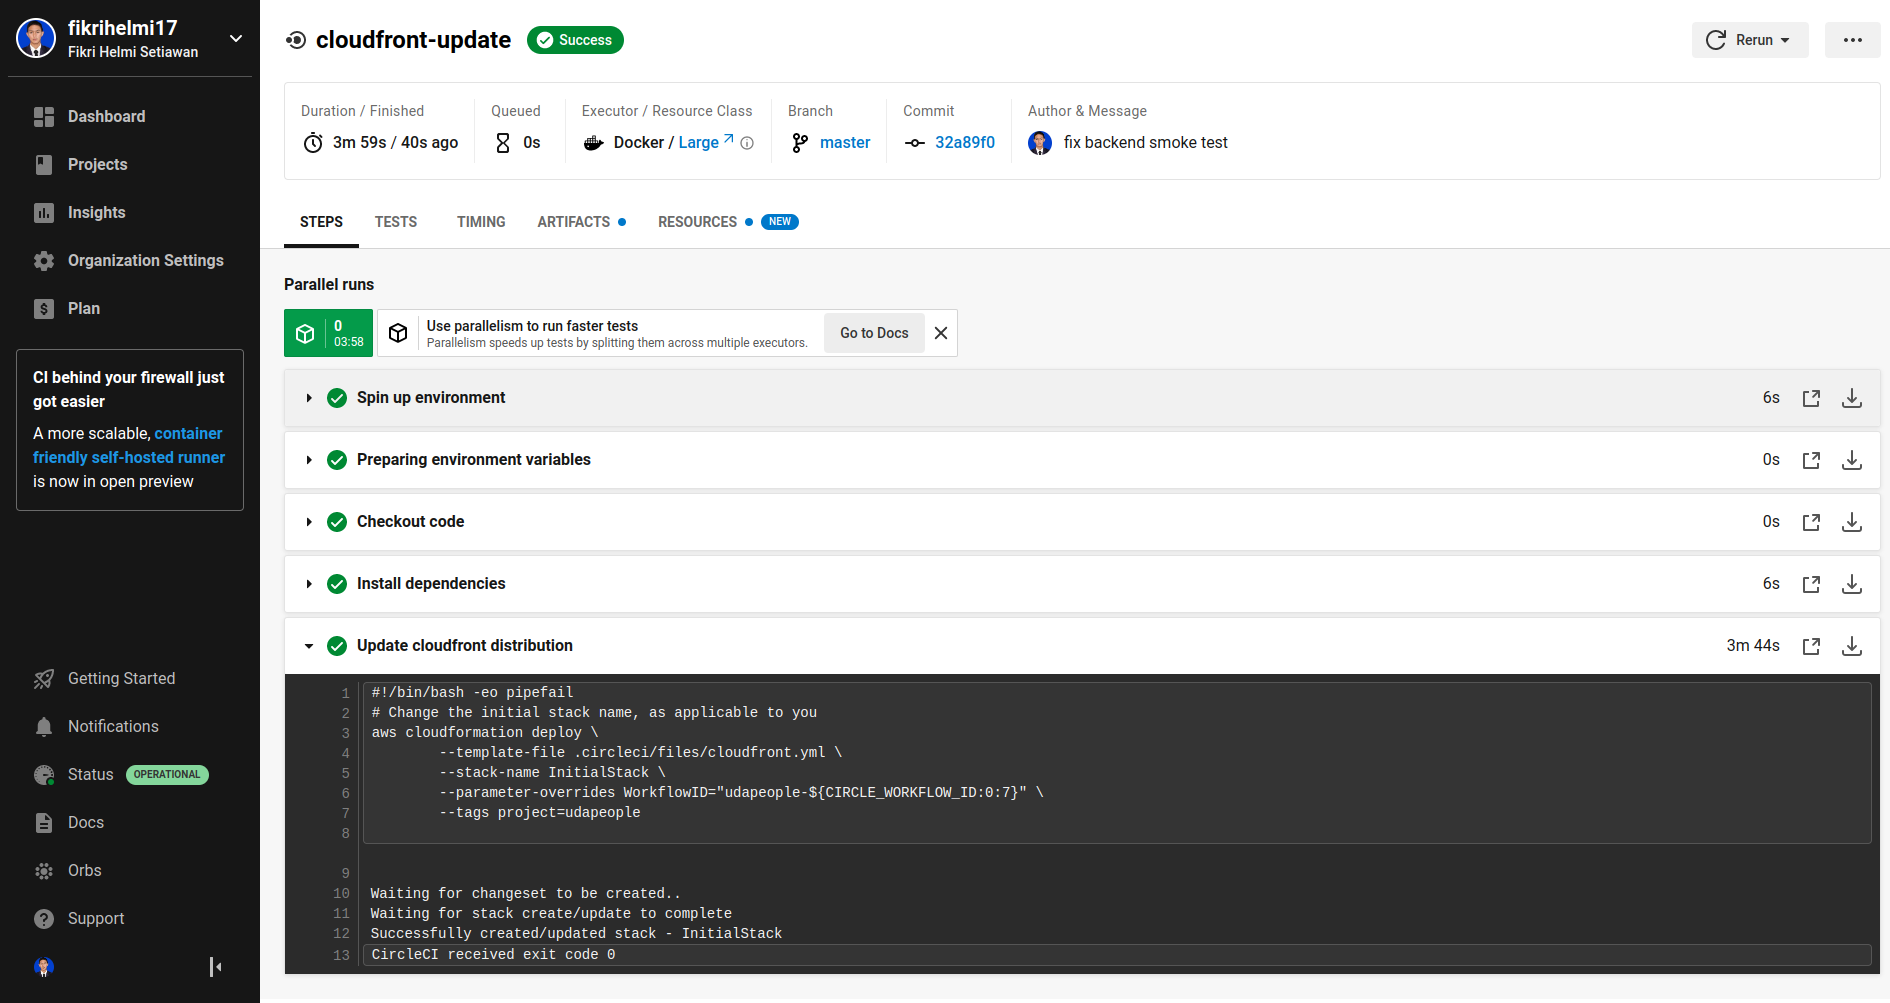 fikrihelmi17
Fikri Helmi Setiawan
Dashboard
Projects
Insights
Organization Settings
Plan
CI behind your firewall just
got easier
A more scalable, container
friendly self-hosted runner
is now in open preview
Getting Started
Notifications
Status OPERATIONAL
Docs
Orbs
Support
cloudfront-update Success
Rerun
Duration / Finished
3m 59s / 40s ago
Queued
0s
Executor / Resource Class
Docker / Large
Branch
master
Commit
32a89f0
Author & Message
fix backend smoke test
STEPS TESTS TIMING ARTIFACTS RESOURCES NEW
Parallel runs
0
03:58
Use parallelism to run faster tests
Parallelism speeds up tests by splitting them across multiple executors.
Go to Docs
Spin up environment 6s
Preparing environment variables 0s
Checkout code 0s
Install dependencies 6s
Update cloudfront distribution 3m 44s
1 #!/bin/bash -eo pipefail
2 # Change the initial stack name, as applicable to you
3 aws cloudformation deploy \
4 --template-file .circleci/files/cloudfront.yml \
5 --stack-name InitialStack \
6 --parameter-overrides WorkflowID="udapeople-${CIRCLE_WORKFLOW_ID:0:7}" \
7 --tags project=udapeople
8
9
10 Waiting for changeset to be created..
11 Waiting for stack create/update to complete
12 Successfully created/updated stack - InitialStack
13 CircleCI received exit code 0